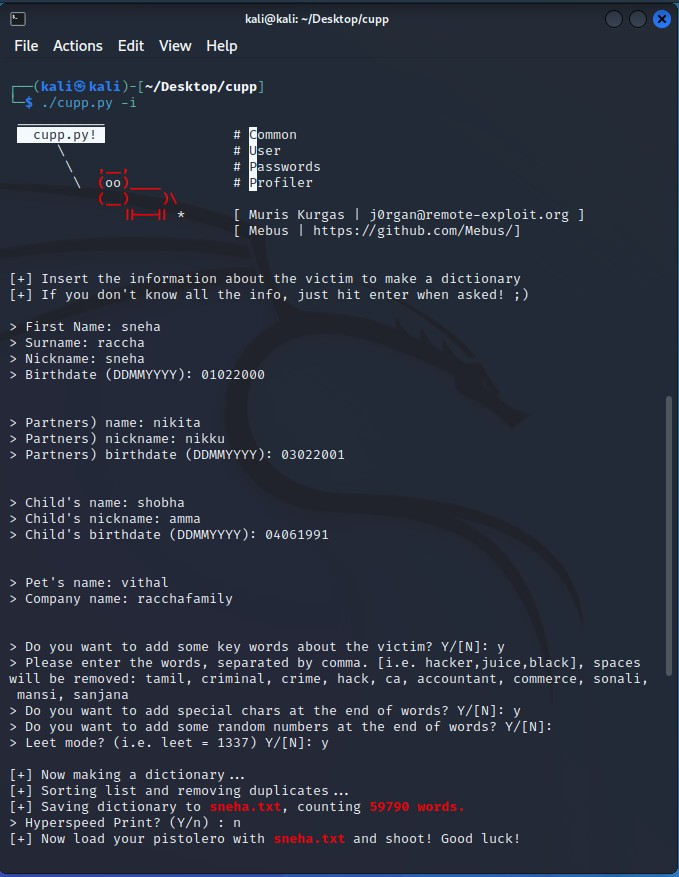 kali@kali: ~/Desktop/cupp
File Actions Edit View Help
┌──(kali㉿kali)-[~/Desktop/cupp]
└─$ ./cupp.py -i
cupp.py! # Common
\ # User
\ ,__, # Passwords
\ (oo)____ # Profiler
(__) )\
||--|| * [ Muris Kurgas | j0rgan@remote-exploit.org ]
[ Mebus | https://github.com/Mebus/]
[+] Insert the information about the victim to make a dictionary
[+] If you don't know all the info, just hit enter when asked! ;)
> First Name: sneha
> Surname: raccha
> Nickname: sneha
> Birthdate (DDMMYYYY): 01022000
> Partners) name: nikita
> Partners) nickname: nikku
> Partners) birthdate (DDMMYYYY): 03022001
> Child's name: shobha
> Child's nickname: amma
> Child's birthdate (DDMMYYYY): 04061991
> Pet's name: vithal
> Company name: racchafamily
> Do you want to add some key words about the victim? Y/[N]: y
> Please enter the words, separated by comma. [i.e. hacker,juice,black], spaces
will be removed: tamil, criminal, crime, hack, ca, accountant, commerce, sonali,
mansi, sanjana
> Do you want to add special chars at the end of words? Y/[N]: y
> Do you want to add some random numbers at the end of words? Y/[N]:
> Leet mode? (i.e. leet = 1337) Y/[N]: y
[+] Now making a dictionary...
[+] Sorting list and removing duplicates...
[+] Saving dictionary to sneha.txt, counting 59790 words.
> Hyperspeed Print? (Y/n) : n
[+] Now load your pistolero with sneha.txt and shoot! Good luck!